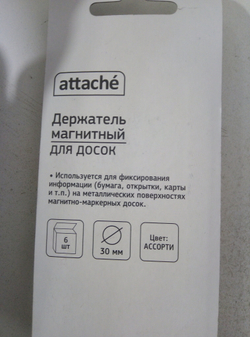 attaché
Держатель
магнитный
для досок
• Используется для фиксирования
информации (бумага, открытки, карты
и т.п.) на металлических поверхностях
магнитно-маркерных досок.
6
шт
30 мм
Цвет:
АССОРТИ